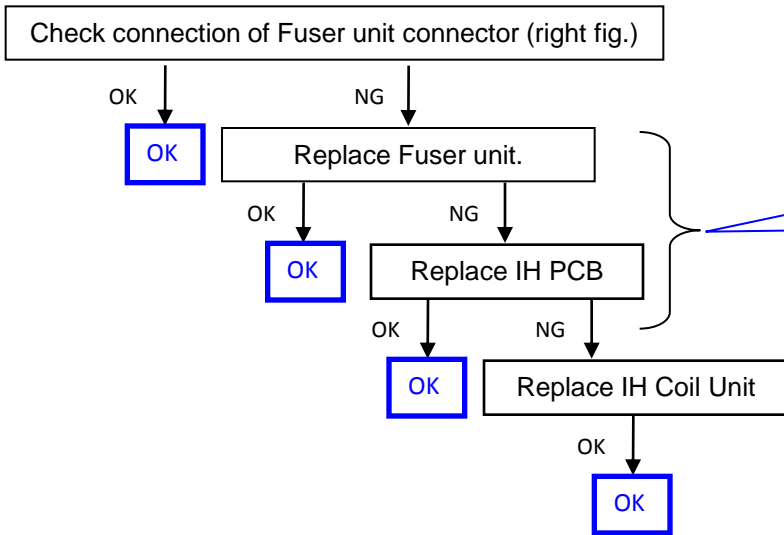 Check connection of Fuser unit connector (right fig.)
OK
NG
OK
Replace Fuser unit.
OK
NG
OK
Replace IH PCB
OK
NG
OK
Replace IH Coil Unit
OK
OK